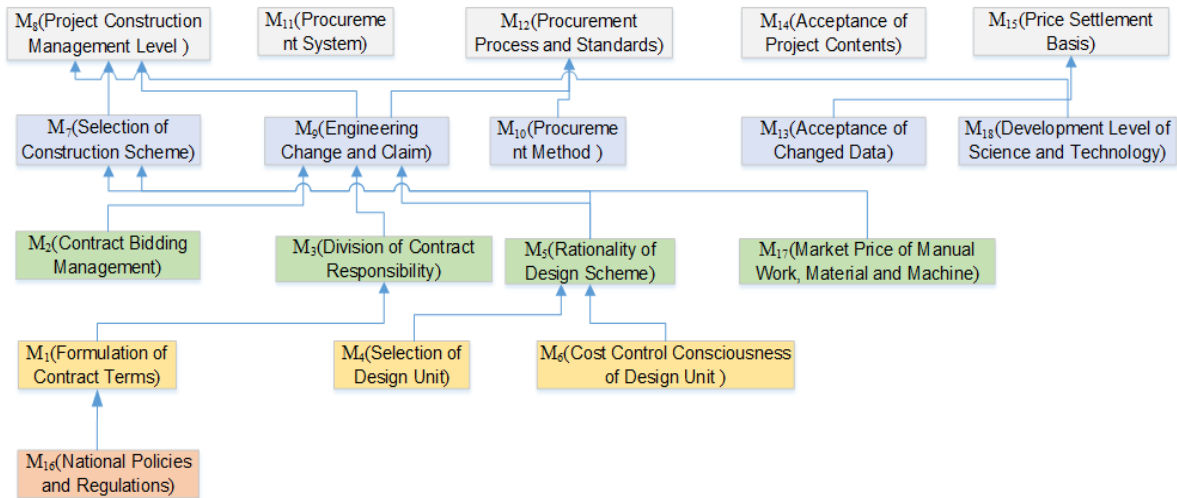 M₈(Project Construction
Management Level )
M₁₁(Procureme
nt System)
M₁₂(Procurement
Process and Standards)
M₁₄(Acceptance of
Project Contents)
M₁₅(Price Settlement
Basis)
M₇(Selection of
Construction Scheme)
M₉(Engineering
Change and Claim)
M₁₀(Procureme
nt Method )
M₁₃(Acceptance of
Changed Data)
M₁₈(Development Level of
Science and Technology)
M₂(Contract Bidding
Management)
M₃(Division of Contract
Responsibility)
M₅(Rationality of
Design Scheme)
M₁₇(Market Price of Manual
Work, Material and Machine)
M₁(Formulation of
Contract Terms)
M₄(Selection of
Design Unit)
M₆(Cost Control Consciousness
of Design Unit )
M₁₆(National Policies
and Regulations)